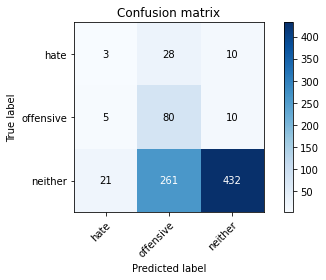 Confusion matrix
True label
hate 3 28 10
offensive 5 80 10
neither 21 261 432
hate offensive neither
Predicted label
400
350
300
250
200
150
100
50